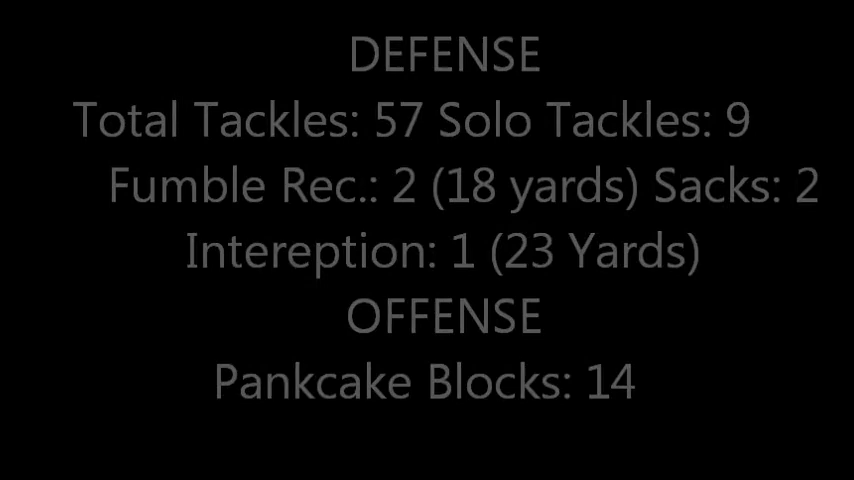 DEFENSE
Total Tackles: 57 Solo Tackles: 9
Fumble Rec.: 2 (18 yards) Sacks: 2
Intereption: 1 (23 Yards)
OFFENSE
Pankcake Blocks: 14